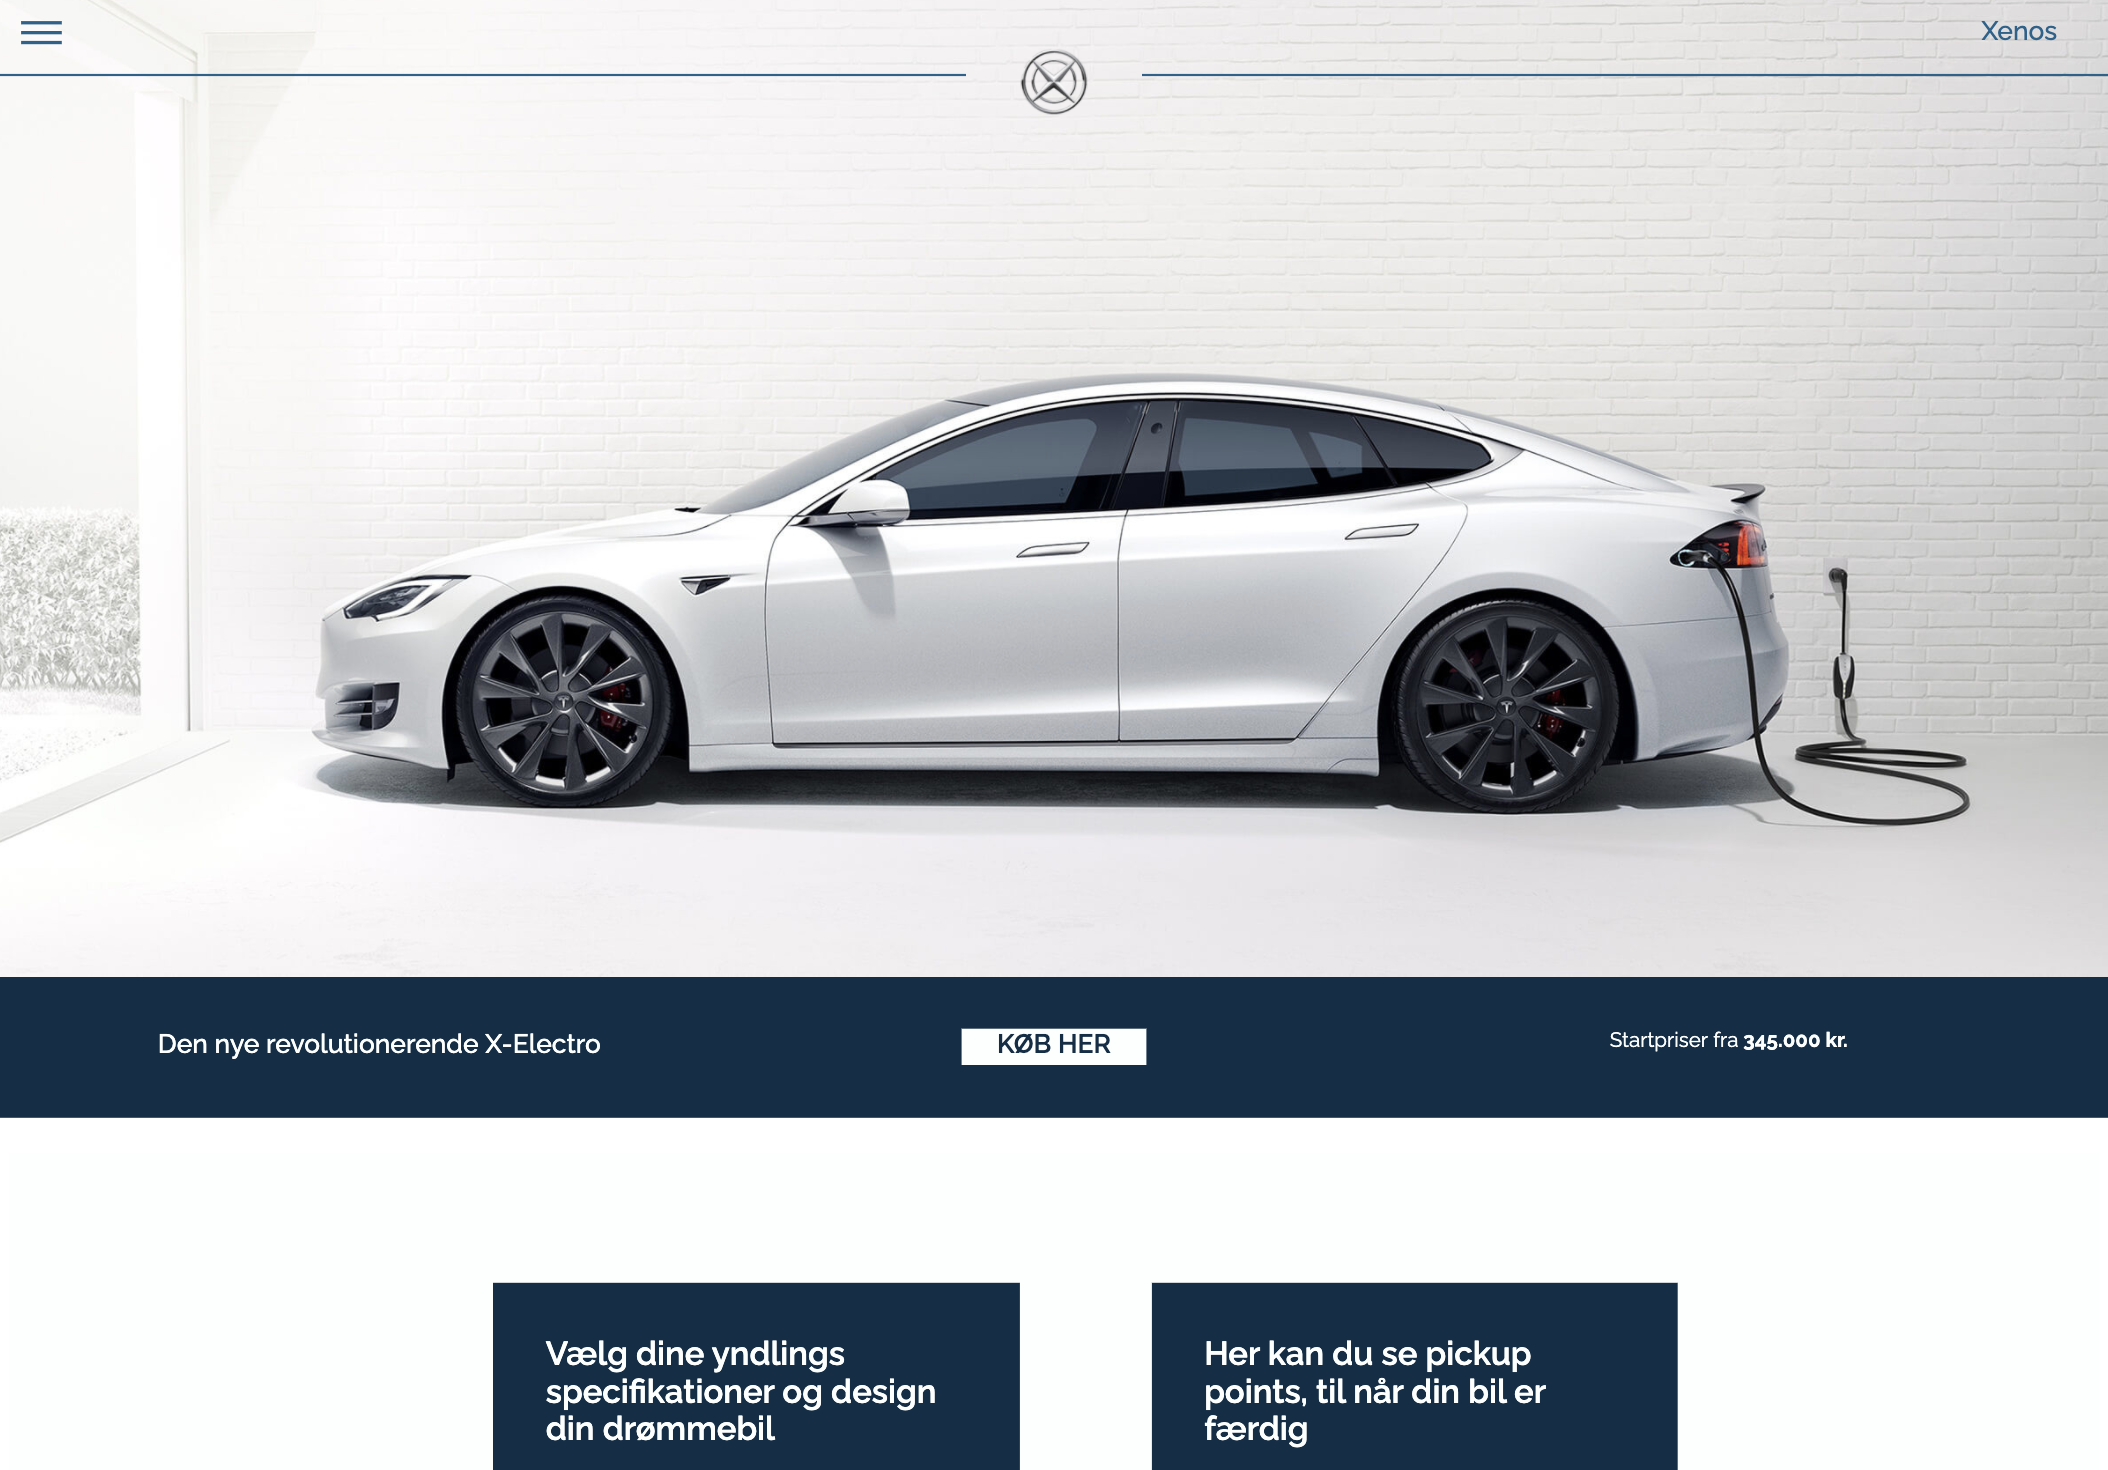 Xenos
Den nye revolutionerende X-Electro
KØB HER
Startpriser fra 345.000 kr.
Vælg dine yndlings
specifikationer og design
din drømmebil
Her kan du se pickup
points, til når din bil er
færdig